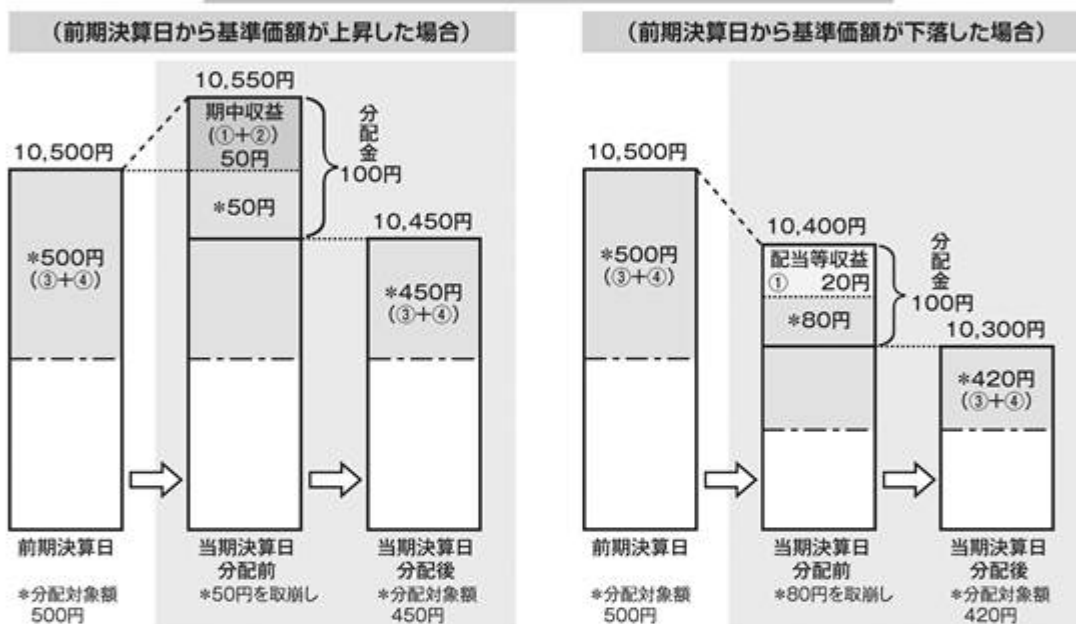 (前期決算日から基準価額が上昇した場合)
10,550円
期中収益
(①+②)
50円
分配金
100円
10,500円
*50円
10,450円
*500円
(③+④)
*450円
(③+④)
前期決算日
当期決算日
分配前
当期決算日
分配後
*分配対象額
500円
*50円を取崩し
*分配対象額
450円
(前期決算日から基準価額が下落した場合)
10,500円
10,400円
配当等収益
① 20円
分配金
100円
*500円
(③+④)
*80円
10,300円
*420円
(③+④)
前期決算日
当期決算日
分配前
当期決算日
分配後
*分配対象額
500円
*80円を取崩し
*分配対象額
420円